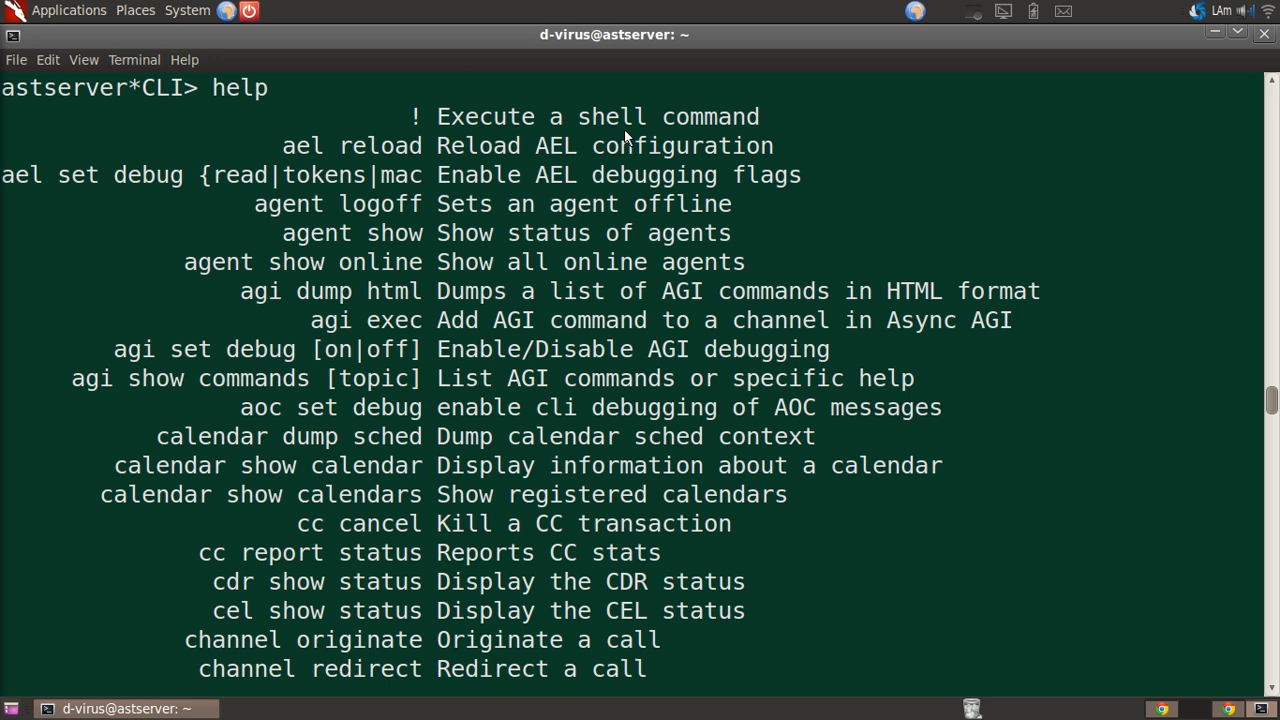 Applications Places System LAm
d-virus@astserver: ~
File Edit View Terminal Help
astserver*CLI> help
! Execute a shell command
ael reload Reload AEL configuration
ael set debug {read|tokens|mac Enable AEL debugging flags
agent logoff Sets an agent offline
agent show Show status of agents
agent show online Show all online agents
agi dump html Dumps a list of AGI commands in HTML format
agi exec Add AGI command to a channel in Async AGI
agi set debug [on|off] Enable/Disable AGI debugging
agi show commands [topic] List AGI commands or specific help
aoc set debug enable cli debugging of AOC messages
calendar dump sched Dump calendar sched context
calendar show calendar Display information about a calendar
calendar show calendars Show registered calendars
cc cancel Kill a CC transaction
cc report status Reports CC stats
cdr show status Display the CDR status
cel show status Display the CEL status
channel originate Originate a call
channel redirect Redirect a call
d-virus@astserver: ~